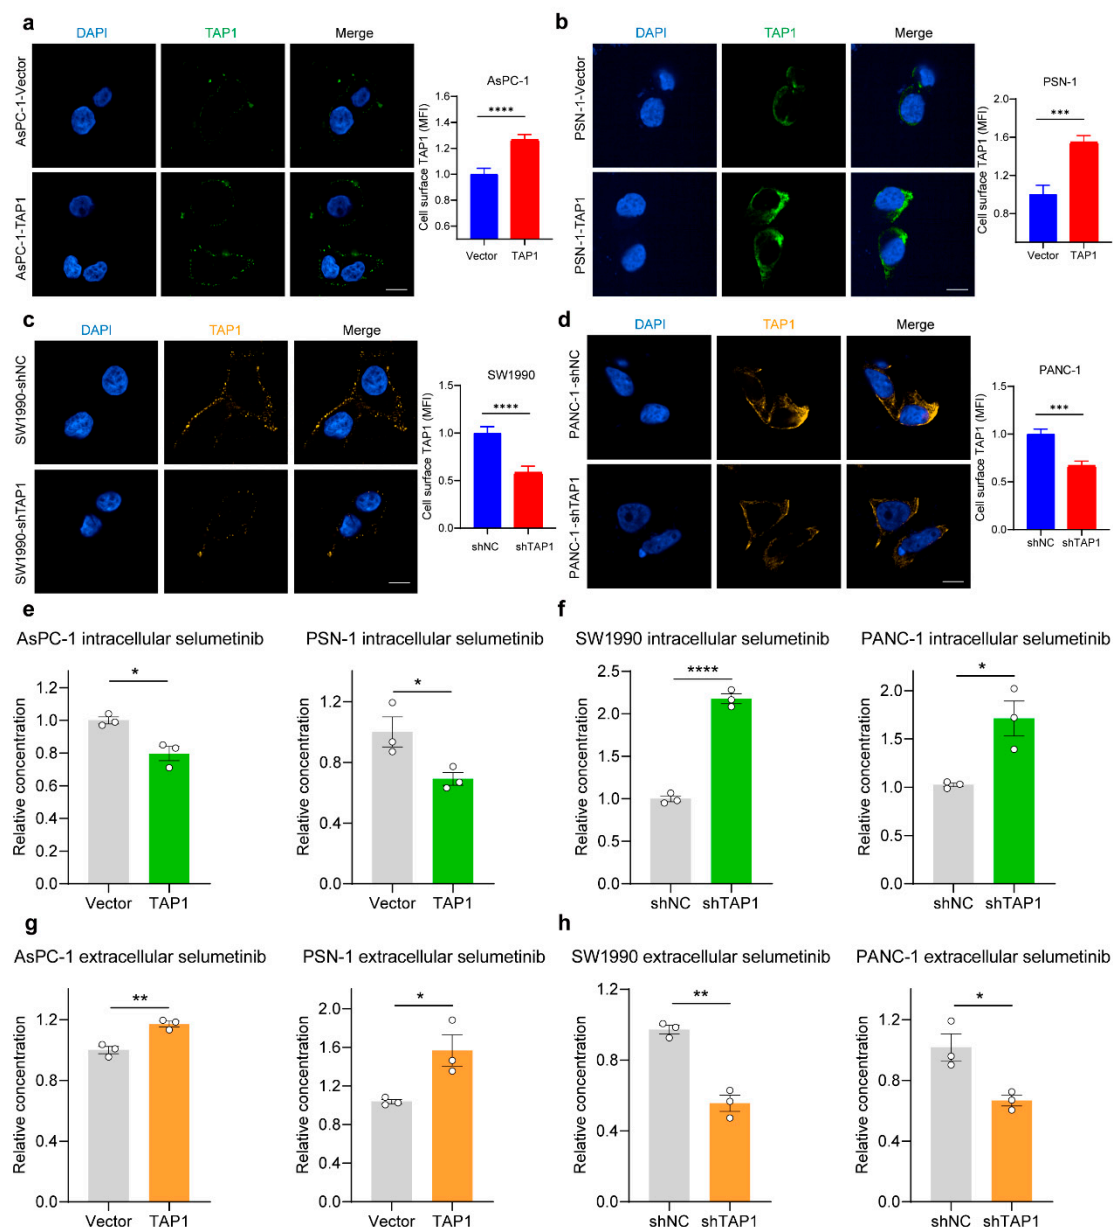 a
DAPI
TAP1
Merge
AsPC-1-Vector
AsPC-1-TAP1
AsPC-1
****
Cell surface TAP1 (MFI)
1.6
1.4
1.2
1.0
0.8
0.6
Vector TAP1
b
DAPI
TAP1
Merge
PSN-1-Vector
PSN-1-TAP1
PSN-1
***
Cell surface TAP1 (MFI)
2.0
1.6
1.2
0.8
Vector TAP1
c
DAPI
TAP1
Merge
SW1990-shNC
SW1990-shTAP1
SW1990
****
Cell surface TAP1 (MFI)
1.5
1.0
0.5
0.0
shNC shTAP1
d
DAPI
TAP1
Merge
PANC-1-shNC
PANC-1-shTAP1
PANC-1
***
Cell surface TAP1 (MFI)
1.5
1.0
0.5
0.0
shNC shTAP1
e
AsPC-1 intracellular selumetinib
*
Relative concentration
1.2
1.0
0.8
0.6
0.4
0.2
0.0
Vector TAP1
PSN-1 intracellular selumetinib
*
Relative concentration
1.2
0.8
0.4
0.0
Vector TAP1
f
SW1990 intracellular selumetinib
****
Relative concentration
2.5
2.0
1.5
1.0
0.5
0.0
shNC shTAP1
PANC-1 intracellular selumetinib
*
Relative concentration
2.0
1.5
1.0
0.5
0.0
shNC shTAP1
g
AsPC-1 extracellular selumetinib
**
Relative concentration
1.2
0.8
0.4
0.0
Vector TAP1
PSN-1 extracellular selumetinib
*
Relative concentration
2.0
1.6
1.2
0.8
0.4
0.0
Vector TAP1
h
SW1990 extracellular selumetinib
**
Relative concentration
1.2
0.8
0.4
0.0
shNC shTAP1
PANC-1 extracellular selumetinib
*
Relative concentration
1.2
0.8
0.4
0.0
shNC shTAP1